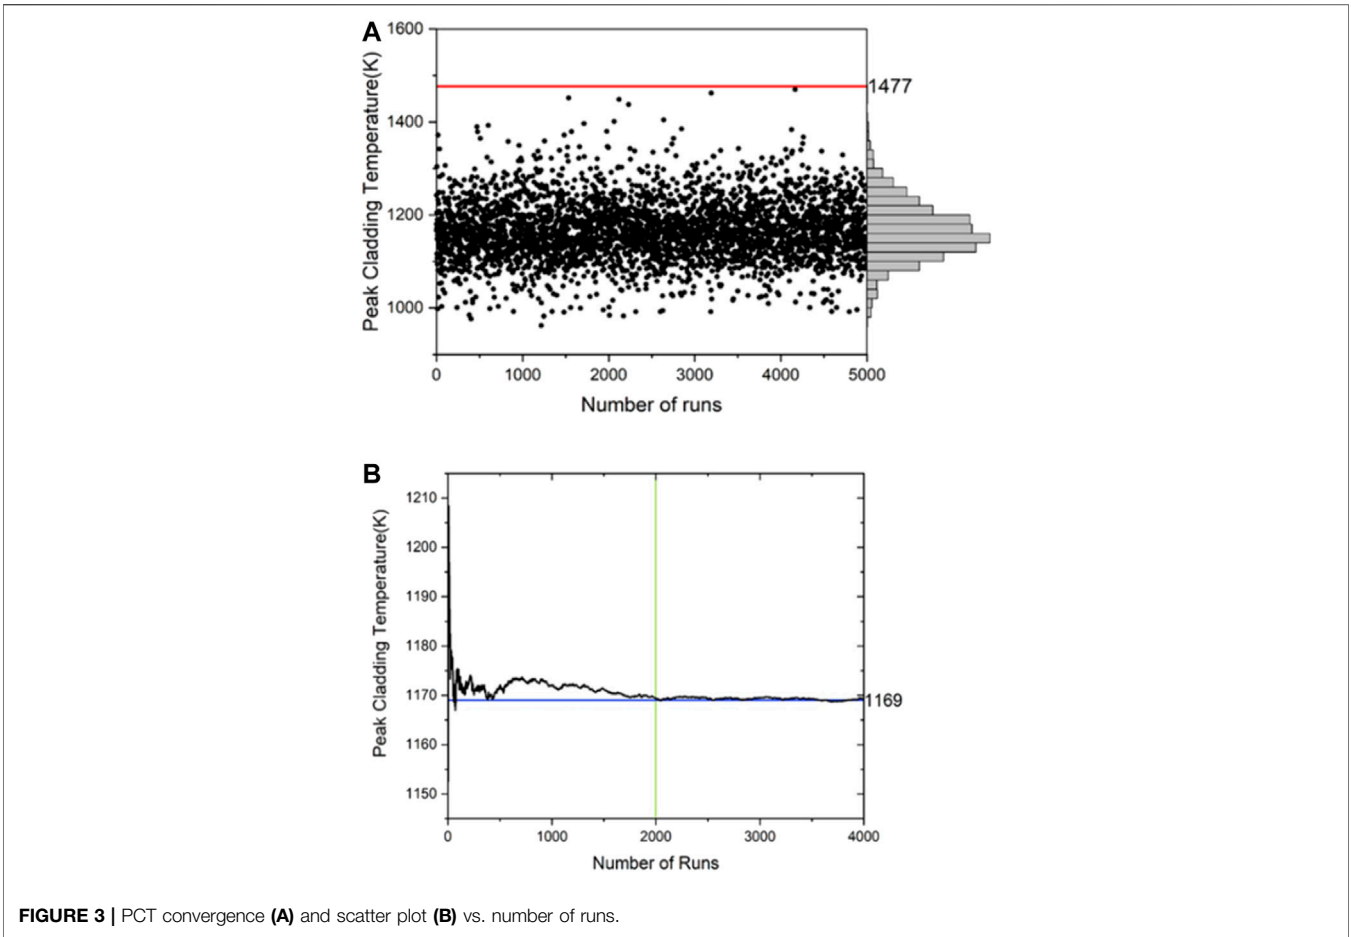 A
1600
1400
1200
1000
Peak Cladding Temperature(K)
1477
0 1000 2000 3000 4000 5000
Number of runs
B
1210
1200
1190
1180
1170
1160
1150
Peak Cladding Temperature(K)
1169
0 1000 2000 3000 4000
Number of Runs
FIGURE 3 | PCT convergence (A) and scatter plot (B) vs. number of runs.